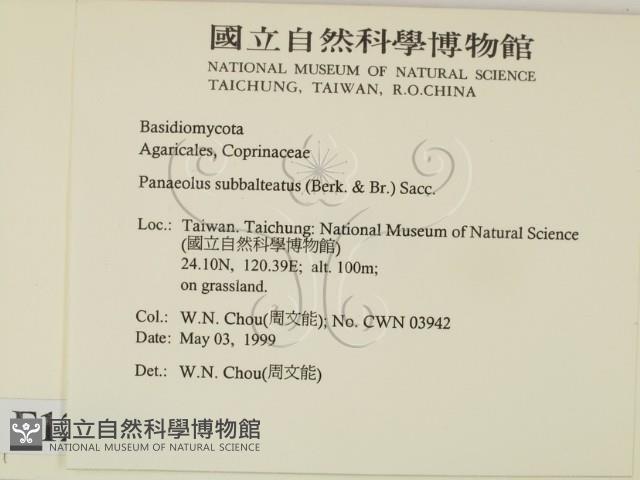 國立自然科學博物館
NATIONAL MUSEUM OF NATURAL SCIENCE
TAICHUNG, TAIWAN, R.O.CHINA
Basidiomycota
Agaricales, Coprinaceae
Panaeolus subbalteatus (Berk. & Br.) Sacc.
Loc.: Taiwan. Taichung: National Museum of Natural Science
(國立自然科學博物館)
24.10N, 120.39E; alt. 100m;
on grassland.
Col.: W.N. Chou(周文能); No. CWN 03942
Date: May 03, 1999
Det.: W.N. Chou(周文能)
國立自然科學博物館
NATIONAL MUSEUM OF NATURAL SCIENCE